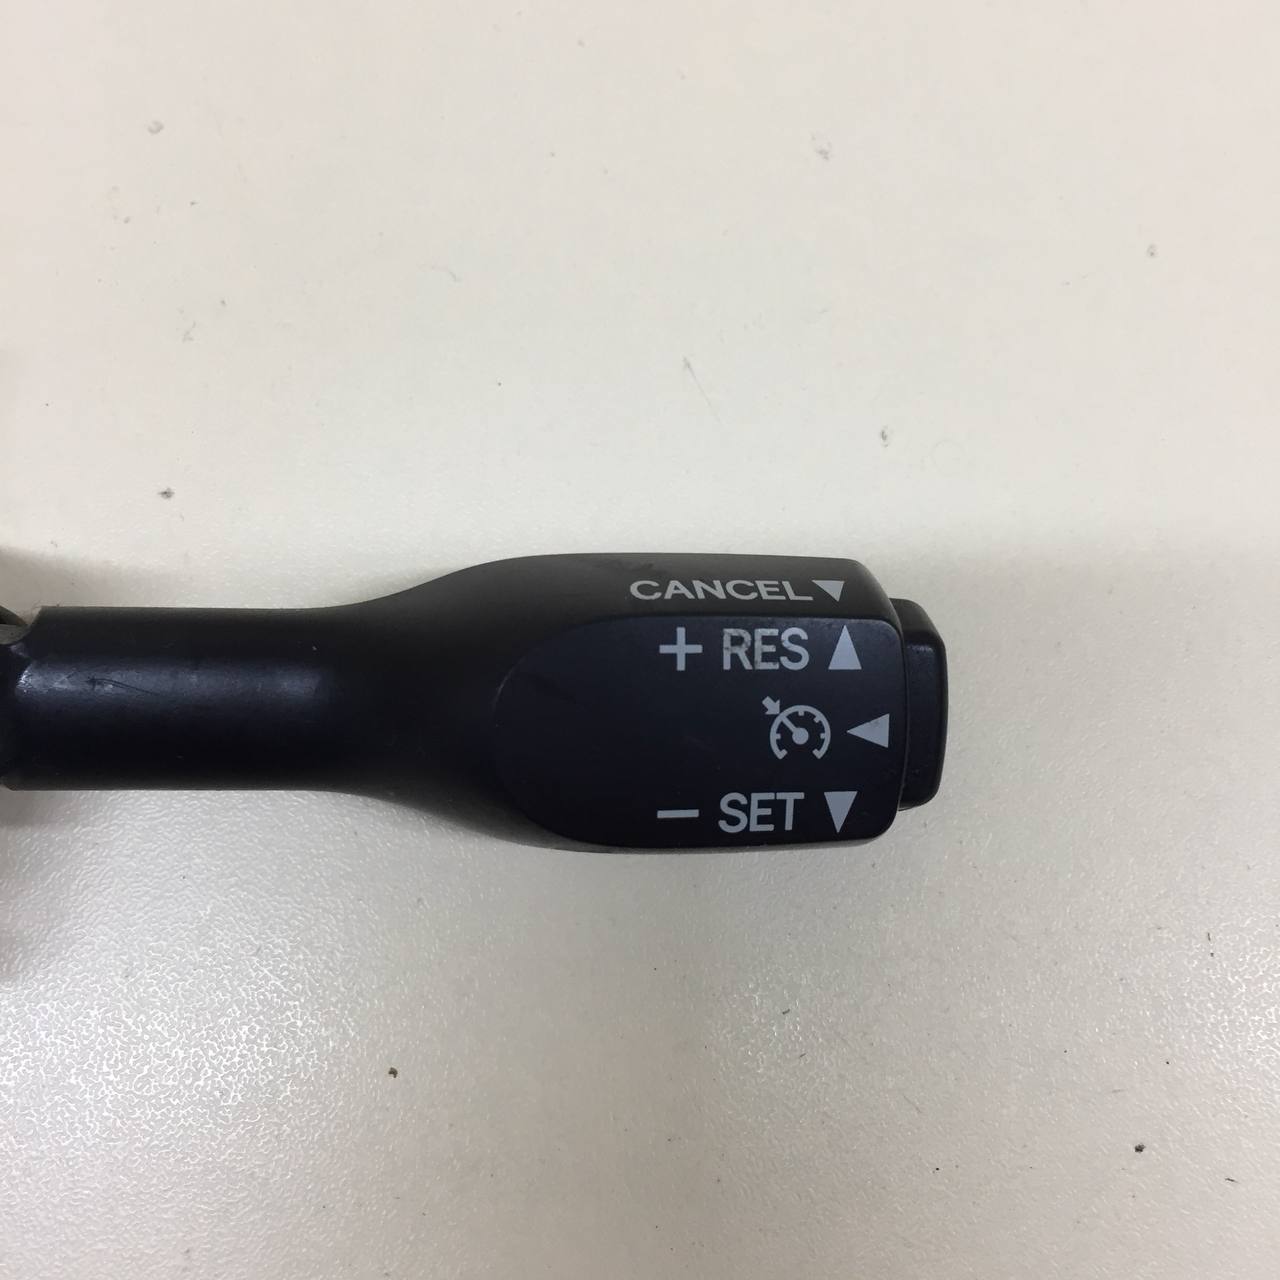 CANCEL▼
+ RES ▲
◀
− SET ▼